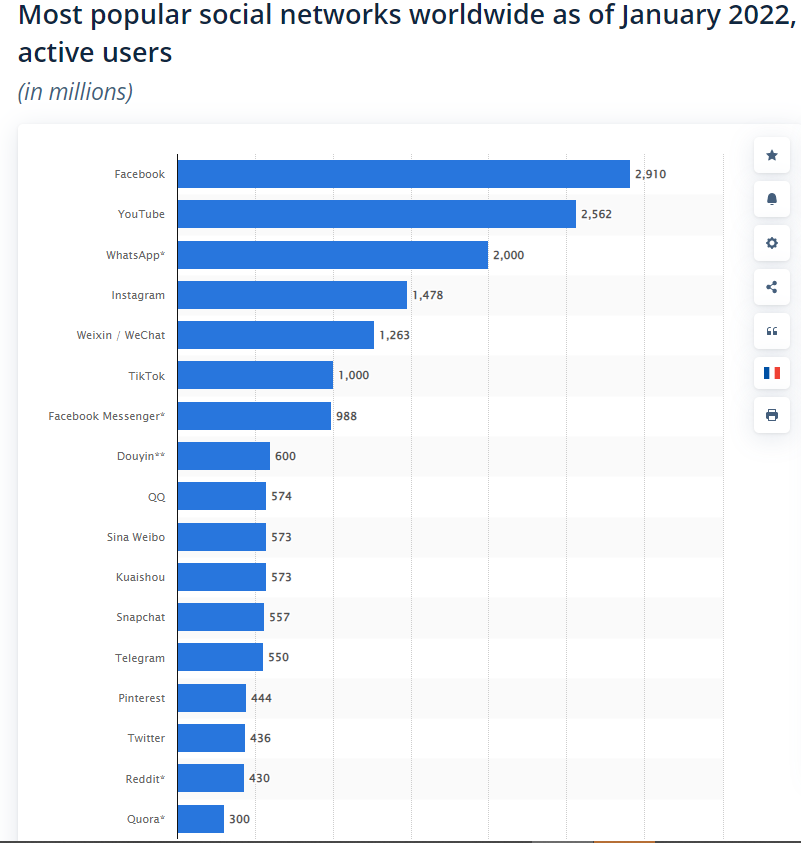 Most popular social networks worldwide as of January 2022,
active users
(in millions)
Facebook 2,910
YouTube 2,562
WhatsApp* 2,000
Instagram 1,478
Weixin / WeChat 1,263
TikTok 1,000
Facebook Messenger* 988
Douyin** 600
QQ 574
Sina Weibo 573
Kuaishou 573
Snapchat 557
Telegram 550
Pinterest 444
Twitter 436
Reddit* 430
Quora* 300